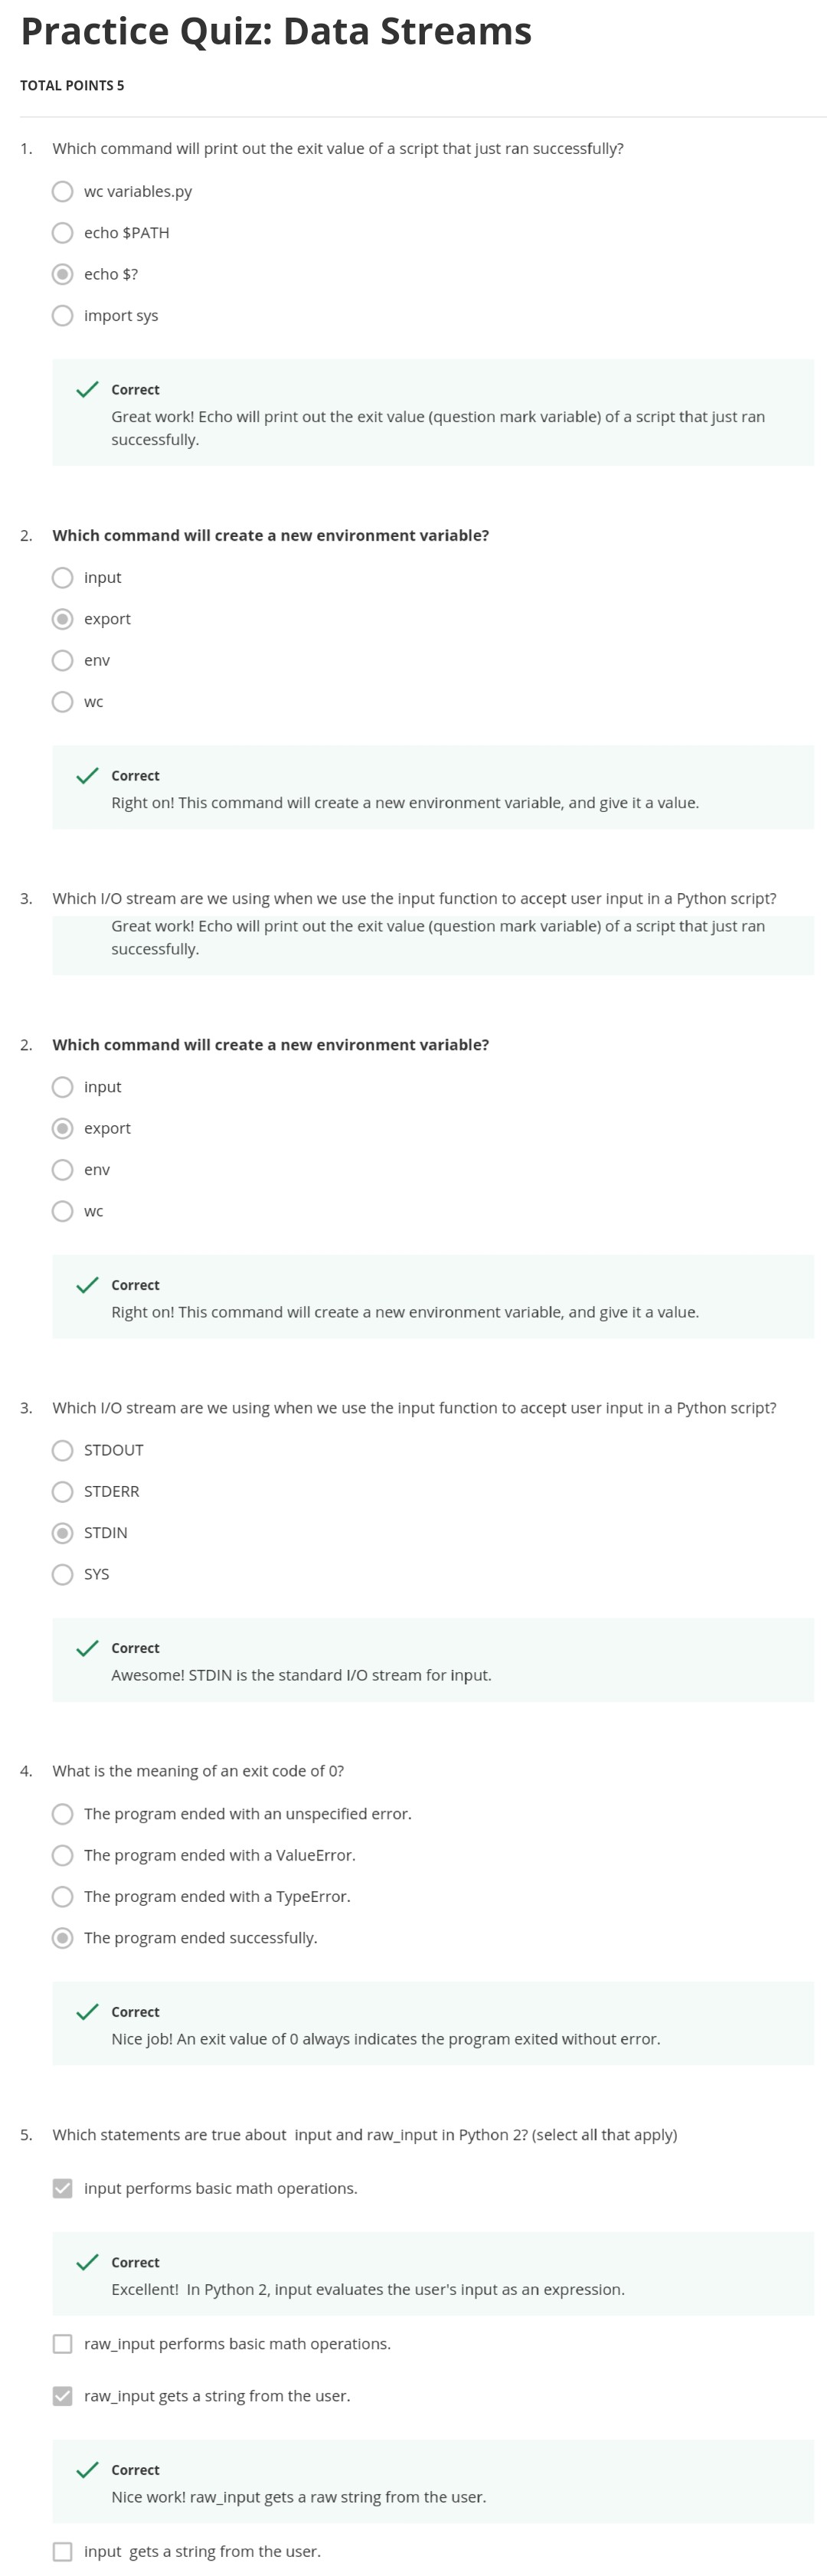 Practice Quiz: Data Streams
TOTAL POINTS 5
1. Which command will print out the exit value of a script that just ran successfully?
wc variables.py
echo $PATH
echo $?
import sys
Correct
Great work! Echo will print out the exit value (question mark variable) of a script that just ran
successfully.
2. Which command will create a new environment variable?
input
export
env
wc
Correct
Right on! This command will create a new environment variable, and give it a value.
3. Which I/O stream are we using when we use the input function to accept user input in a Python script?
Great work! Echo will print out the exit value (question mark variable) of a script that just ran
successfully.
2. Which command will create a new environment variable?
input
export
env
wc
Correct
Right on! This command will create a new environment variable, and give it a value.
3. Which I/O stream are we using when we use the input function to accept user input in a Python script?
STDOUT
STDERR
STDIN
SYS
Correct
Awesome! STDIN is the standard I/O stream for input.
4. What is the meaning of an exit code of 0?
The program ended with an unspecified error.
The program ended with a ValueError.
The program ended with a TypeError.
The program ended successfully.
Correct
Nice job! An exit value of 0 always indicates the program exited without error.
5. Which statements are true about  input and raw_input in Python 2? (select all that apply)
input performs basic math operations.
Correct
Excellent!  In Python 2, input evaluates the user's input as an expression.
raw_input performs basic math operations.
raw_input gets a string from the user.
Correct
Nice work! raw_input gets a raw string from the user.
input  gets a string from the user.